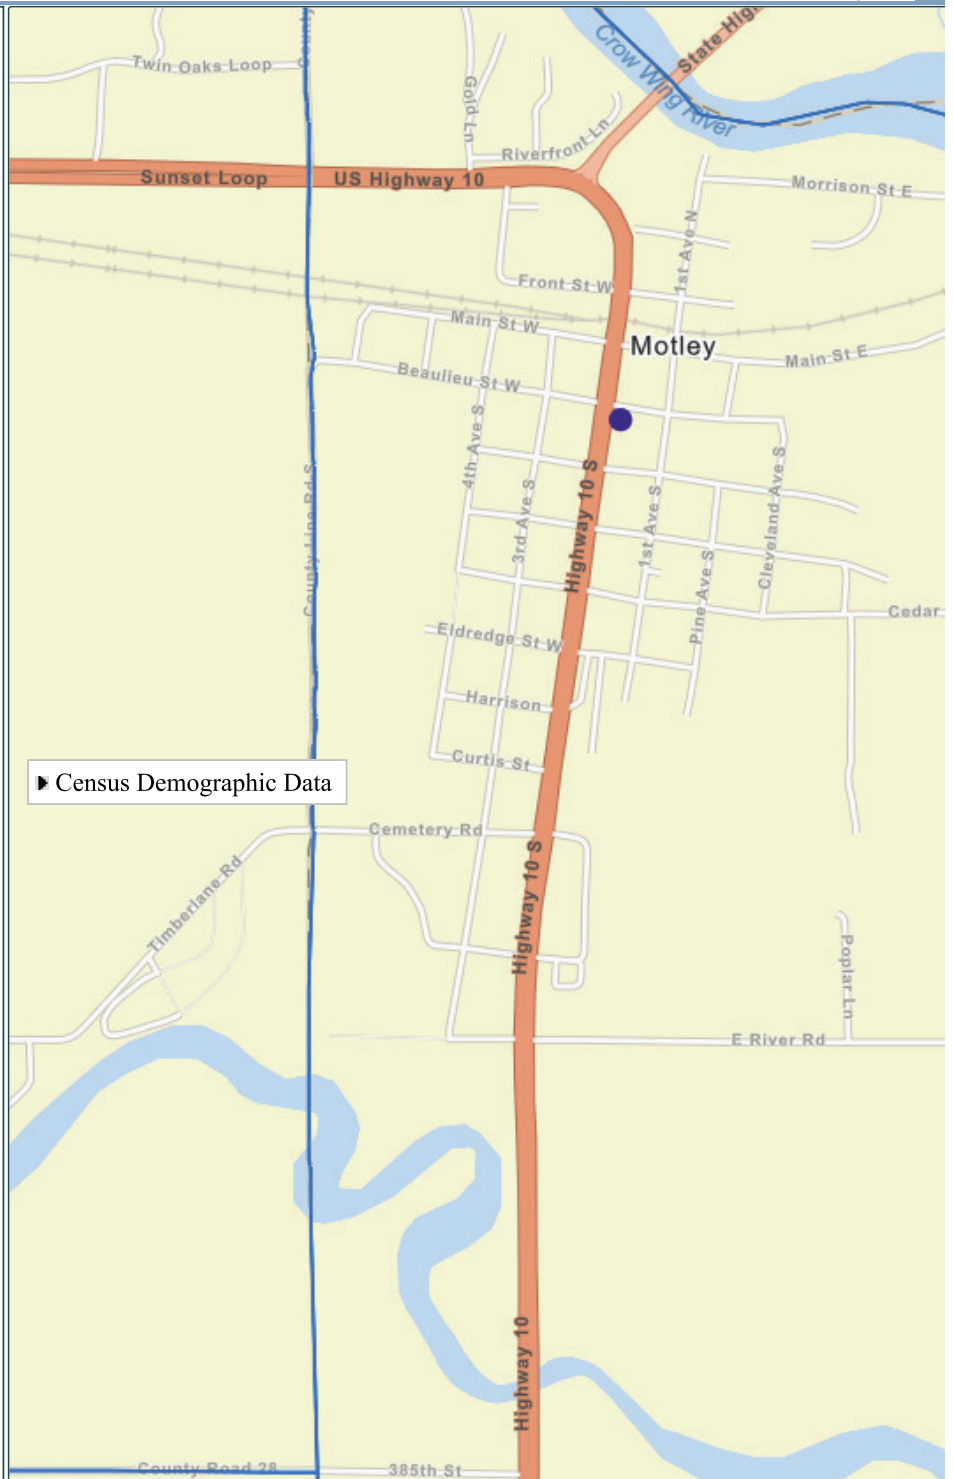 County
Crow Wing River
State High
Twin Oaks Loop
Gold Ln
Riverfront Ln
Sunset Loop
US Highway 10
Morrison St E
1st Ave N
Front St W
Main St W
Motley
Main St E
Beaulieu St W
4th Ave S
3rd Ave S
Highway 10 S
1st Ave S
Cleveland Ave S
County Line Rd S
Pine Ave S
Cedar
Eldredge St W
Harrison
Curtis St
Census Demographic Data
Cemetery Rd
Timberlane Rd
Highway 10 S
Poplar Ln
E River Rd
Highway 10
County Road 28
385th St